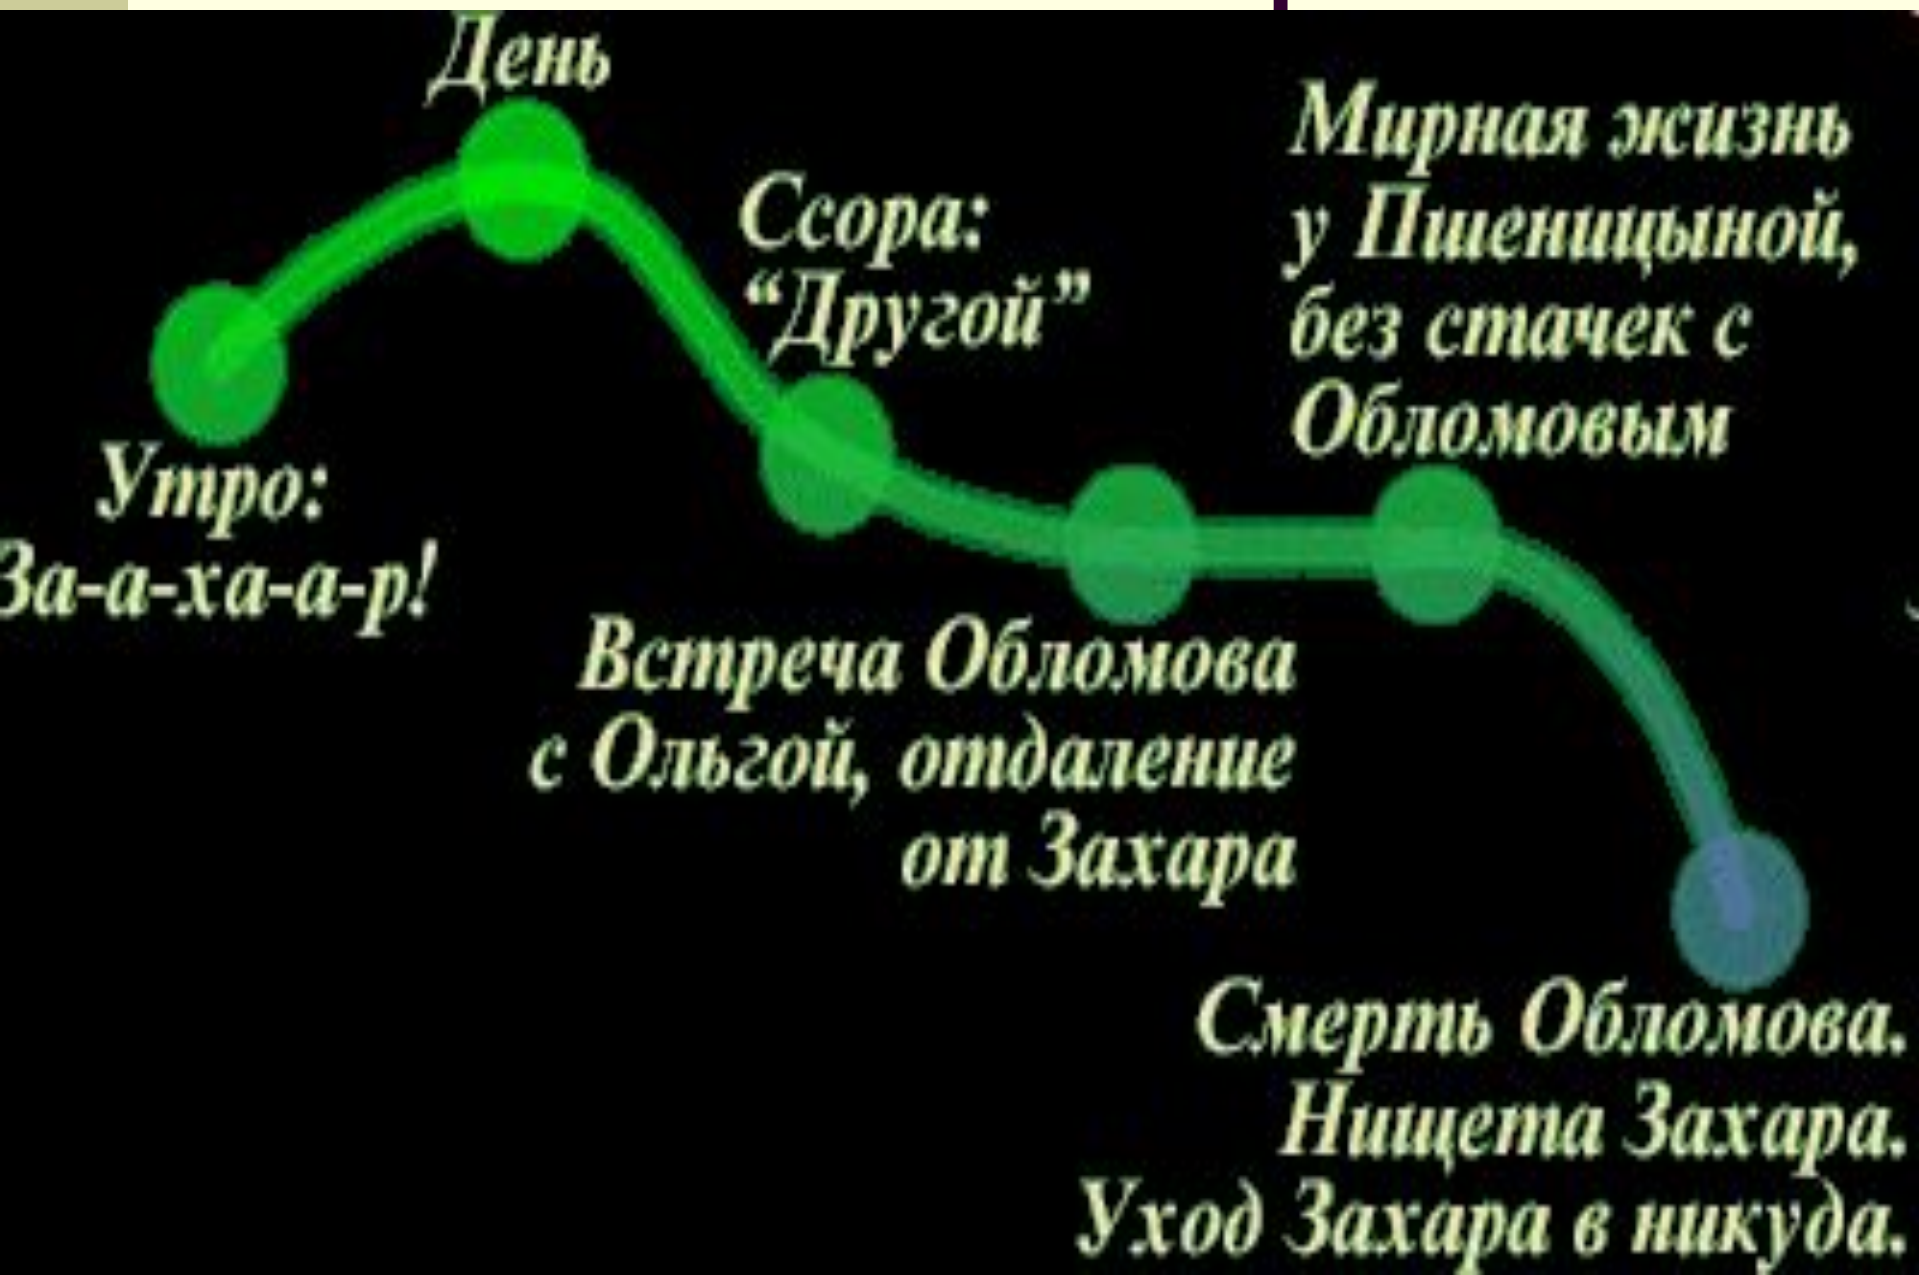 День
Утро:
За-а-ха-а-р!
Ссора:
“Другой”
Встреча Обломова
с Ольгой, отдаление
от Захара
Мирная жизнь
у Пшеницыной,
без стачек с
Обломовым
Смерть Обломова.
Нищета Захара.
Уход Захара в никуда.